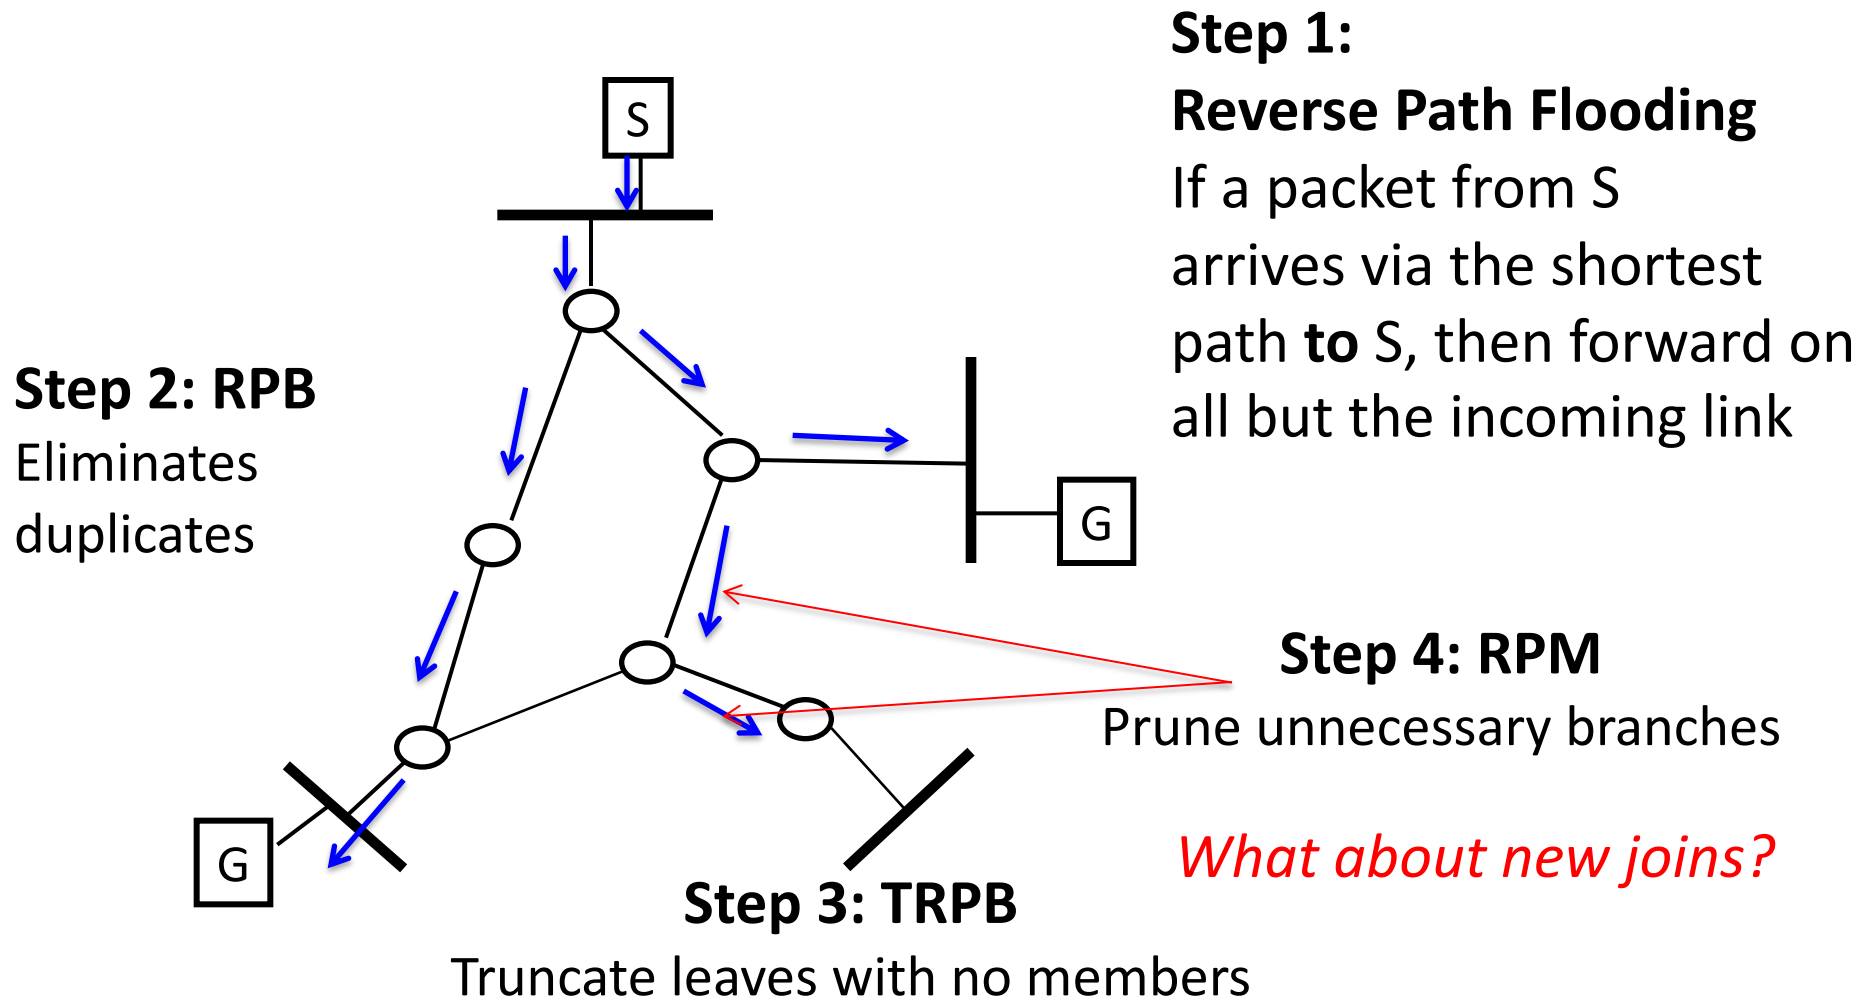 Step 1:
Reverse Path Flooding
If a packet from S
arrives via the shortest
path to S, then forward on
all but the incoming link
S
Step 2: RPB
Eliminates
duplicates
G
Step 4: RPM
Prune unnecessary branches
What about new joins?
G
Step 3: TRPB
Truncate leaves with no members